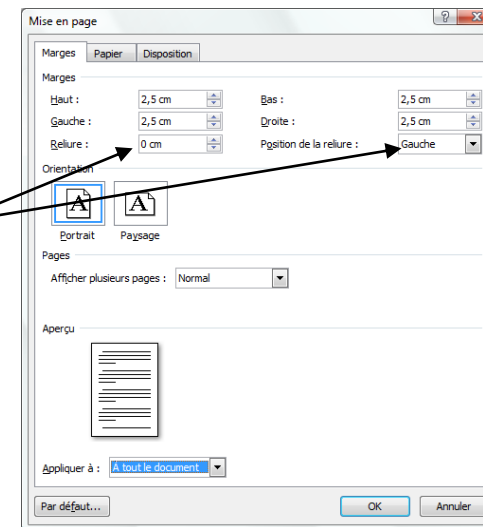 Mise en page
Marges Papier Disposition
Marges
Haut : 2,5 cm Bas : 2,5 cm
Gauche : 2,5 cm Droite : 2,5 cm
Reliure : 0 cm Position de la reliure : Gauche
Orientation
A A
Portrait Paysage
Pages
Afficher plusieurs pages : Normal
Aperçu
Appliquer à : À tout le document
Par défaut... OK Annuler